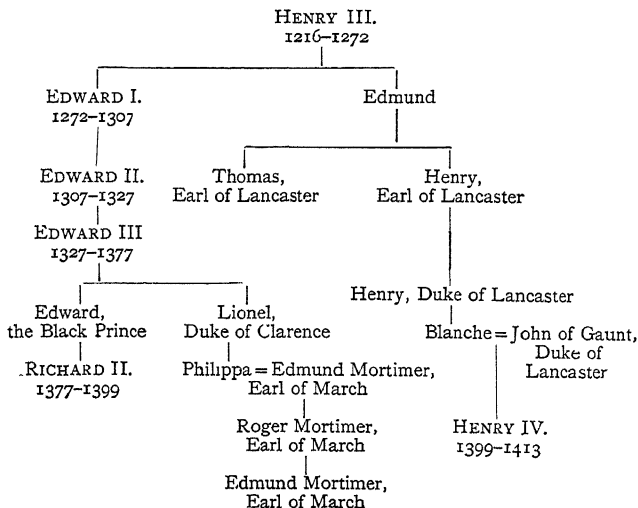 HENRY III.
1216–1272
EDWARD I.
1272–1307
Edmund
EDWARD II.
1307–1327
Thomas,
Earl of Lancaster
Henry,
Earl of Lancaster
EDWARD III
1327–1377
Henry, Duke of Lancaster
Edward,
the Black Prince
Lionel,
Duke of Clarence
Blanche = John of Gaunt,
Duke of
Lancaster
RICHARD II.
1377–1399
Philippa = Edmund Mortimer,
Earl of March
Roger Mortimer,
Earl of March
HENRY IV.
1399–1413
Edmund Mortimer,
Earl of March